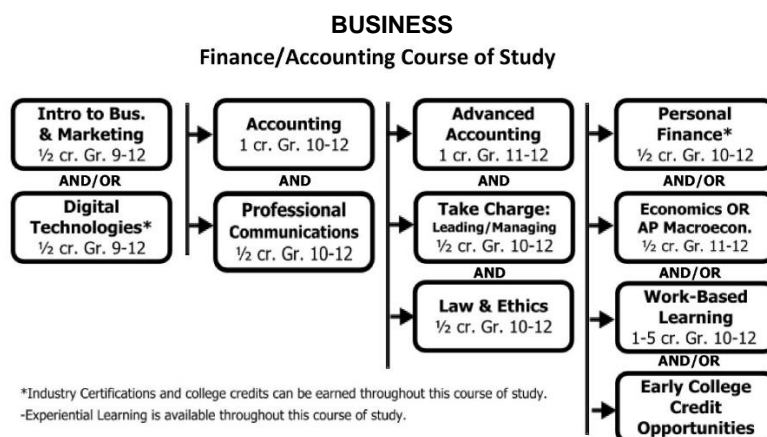 BUSINESS
Finance/Accounting Course of Study
Intro to Bus.
& Marketing
½ cr. Gr. 9-12
AND/OR
Digital
Technologies*
½ cr. Gr. 9-12
Accounting
1 cr. Gr. 10-12
AND
Professional
Communications
½ cr. Gr. 10-12
Advanced
Accounting
1 cr. Gr. 11-12
AND
Take Charge:
Leading/Managing
½ cr. Gr. 10-12
AND
Law & Ethics
½ cr. Gr. 10-12
Personal
Finance*
½ cr. Gr. 10-12
AND/OR
Economics OR
AP Macroecon.
½ cr. Gr. 11-12
AND/OR
Work-Based
Learning
1-5 cr. Gr. 10-12
AND/OR
Early College
Credit
Opportunities
*Industry Certifications and college credits can be earned throughout this course of study.
-Experiential Learning is available throughout this course of study.